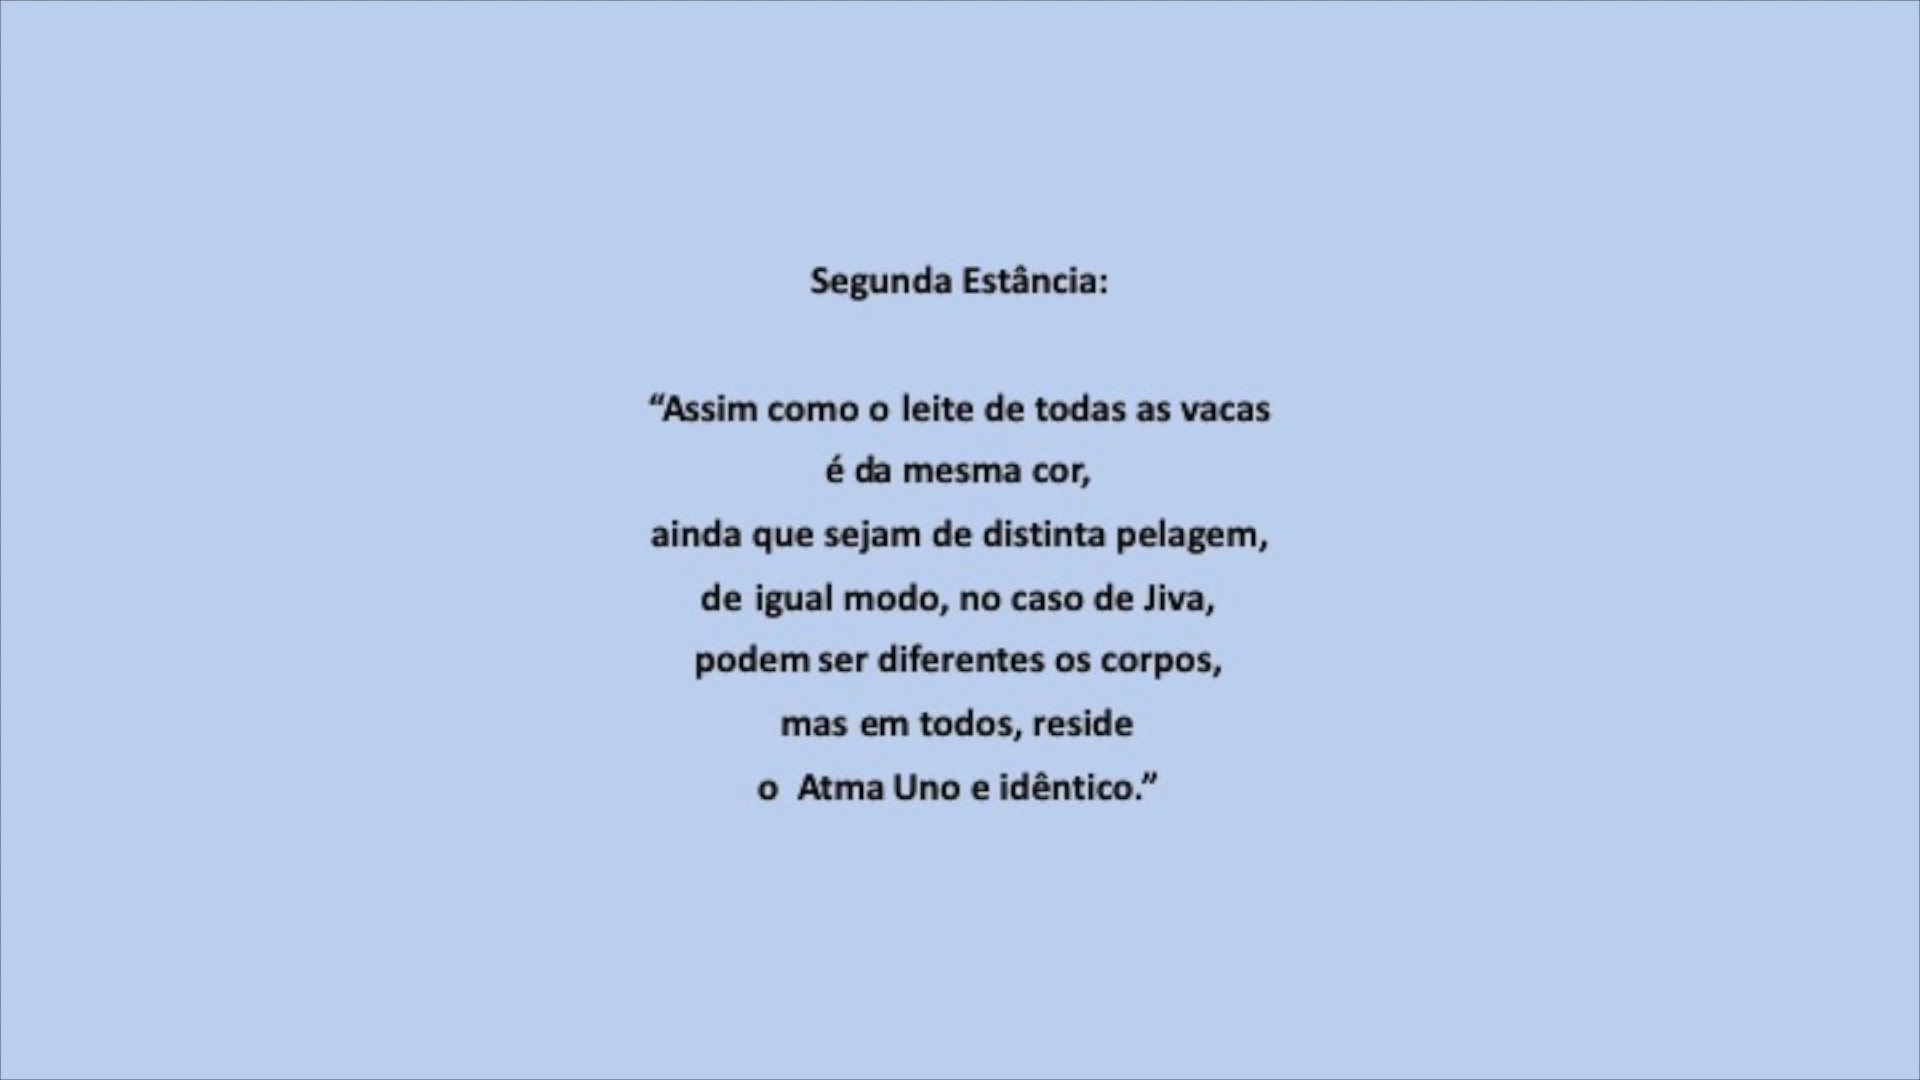 Segunda Estância:
“Assim como o leite de todas as vacas
é da mesma cor,
ainda que sejam de distinta pelagem,
de igual modo, no caso de Jiva,
podem ser diferentes os corpos,
mas em todos, reside
o Atma Uno e idêntico.”